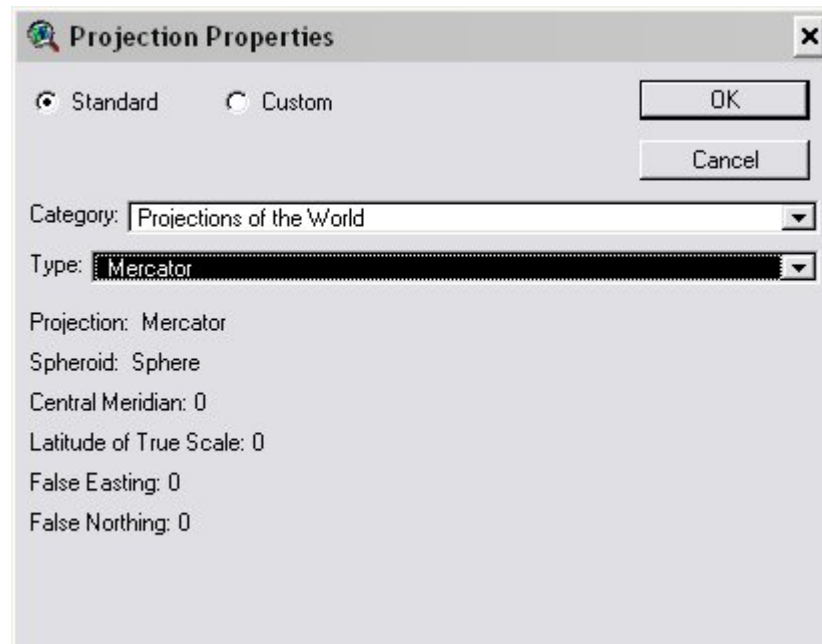 Projection Properties
Standard Custom OK
Cancel
Category: Projections of the World
Type: Mercator
Projection: Mercator
Spheroid: Sphere
Central Meridian: 0
Latitude of True Scale: 0
False Easting: 0
False Northing: 0